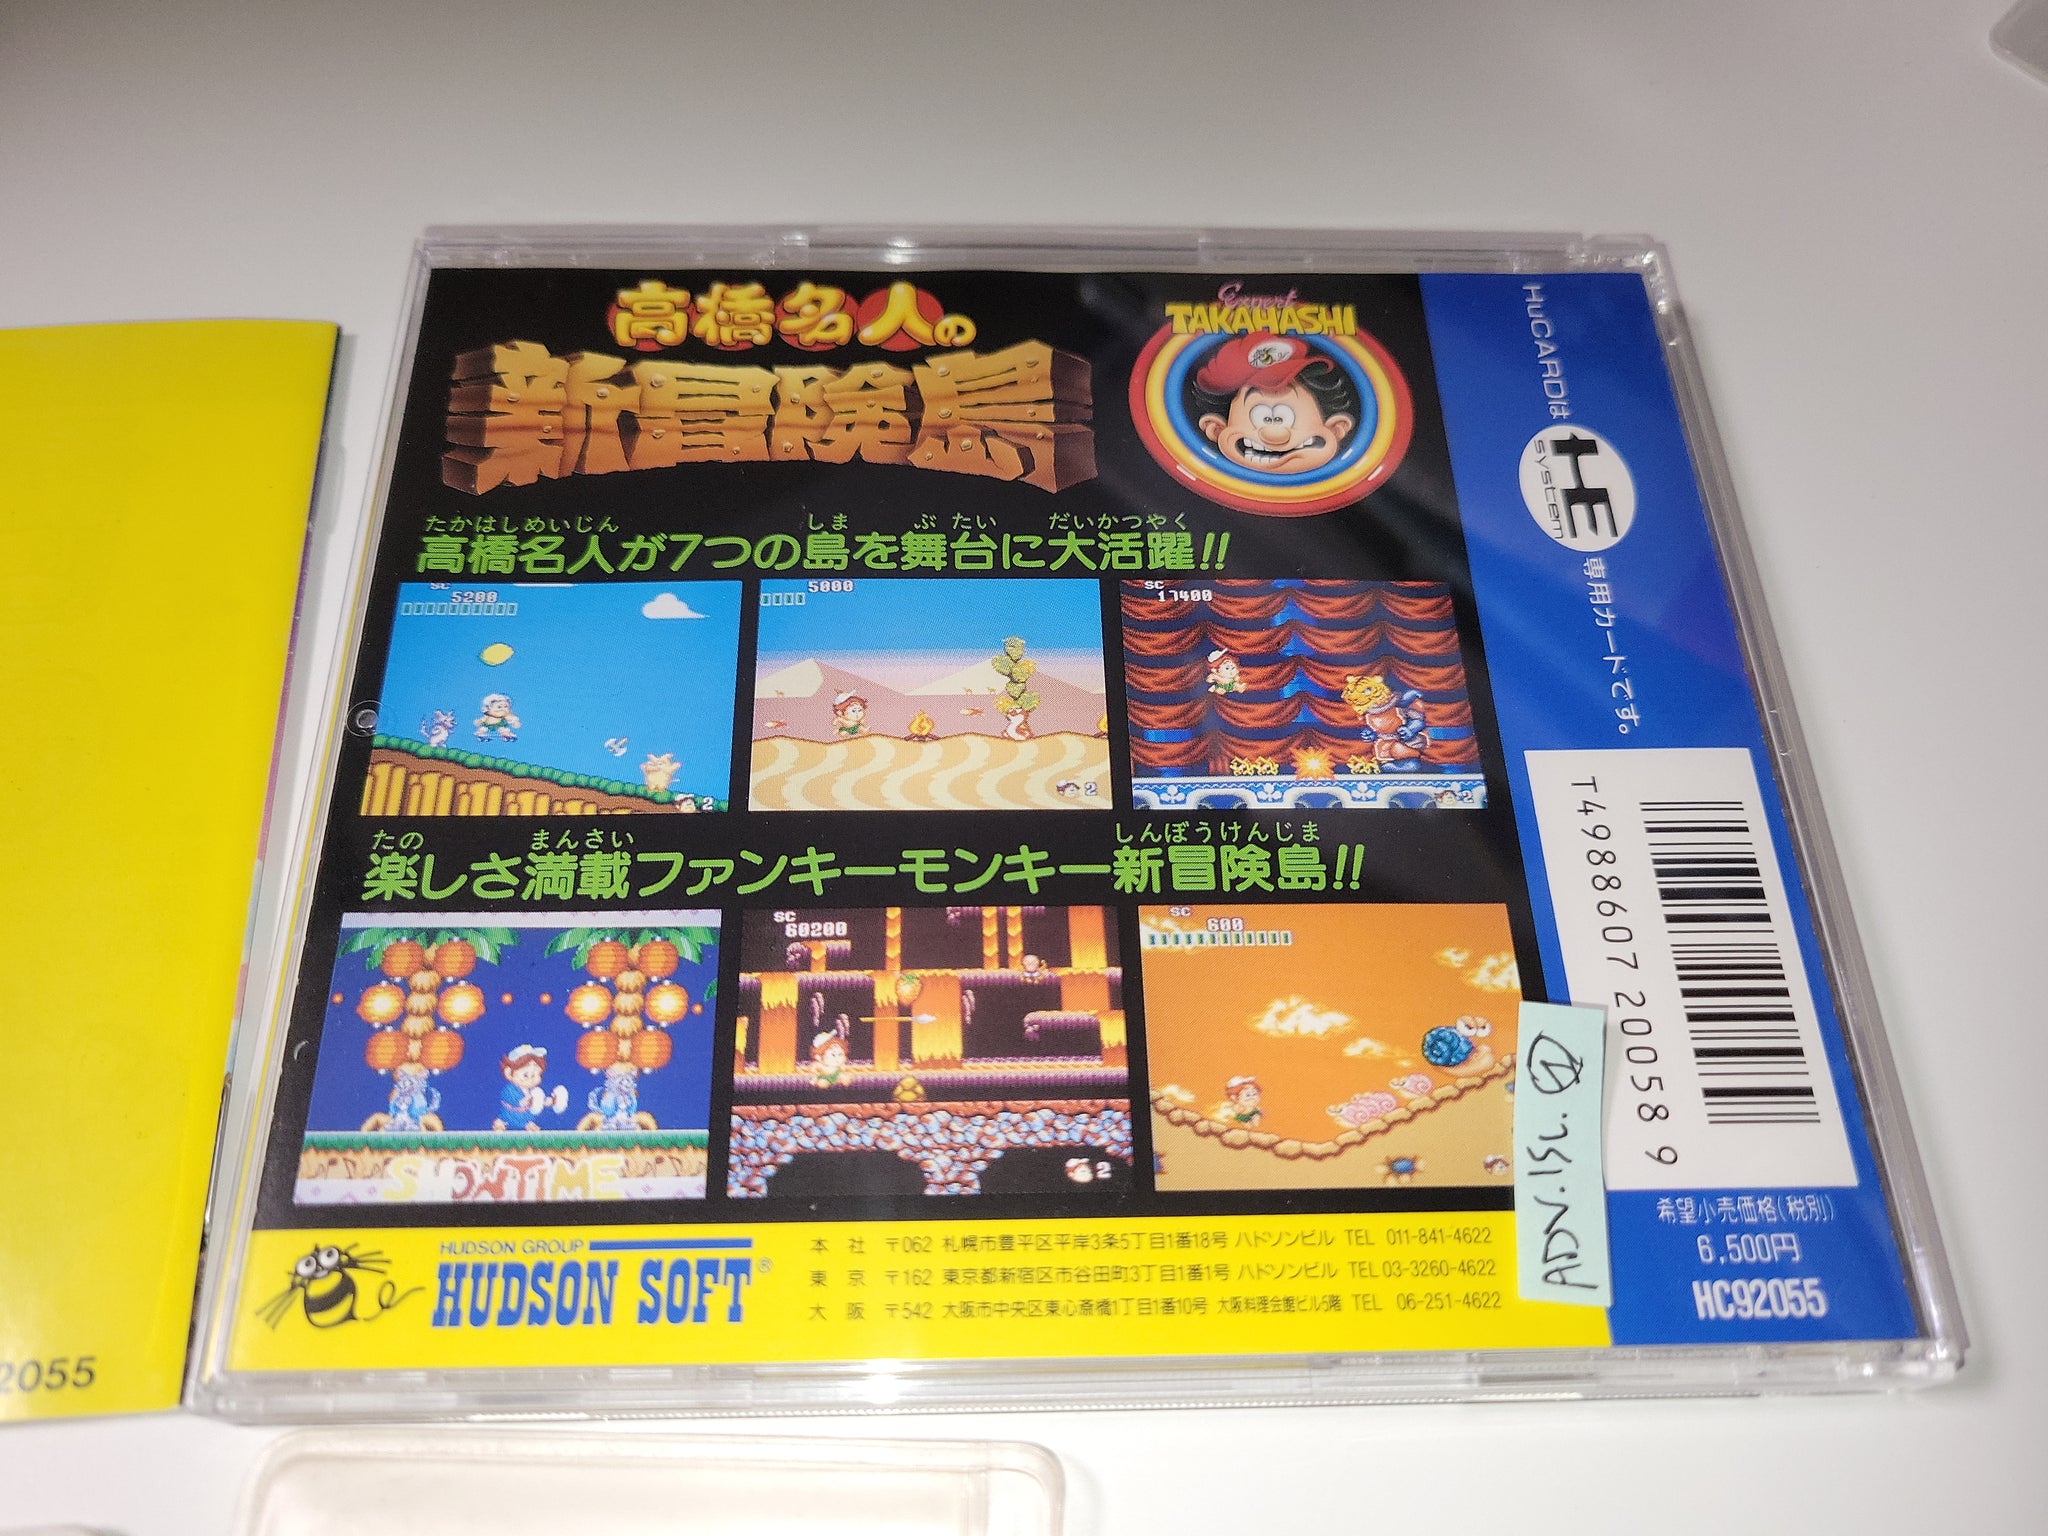 高橋名人の
新冒険島
Expert
TAKAHASHI
たかはしめいじん しま ぶ たい だいかつやく
高橋名人が7つの島を舞台に大活躍!!
SC
5200
2
5000
2
SC
17400
2
たの まんさい しんぼうけんじま
楽しさ満載ファンキーモンキー新冒険島!!
SHOWTIME
SC
60200
2
SC
600
HUDSON GROUP
HUDSON SOFT®
本 社 〒062 札幌市豊平区平岸3条5丁目1番18号 ハドソンビル TEL 011-841-4622
東 京 〒162 東京都新宿区市谷田町3丁目1番1号 ハドソンビル TEL 03-3260-4622
大 阪 〒542 大阪市中央区東心斎橋1丁目1番10号 大阪料理会館ビル5階 TEL 06-251-4622
HuCARDは HE system 専用カードです。
T4988607 200589
ADV. ISL.
希望小売価格(税別)
6,500円
HC92055
2055